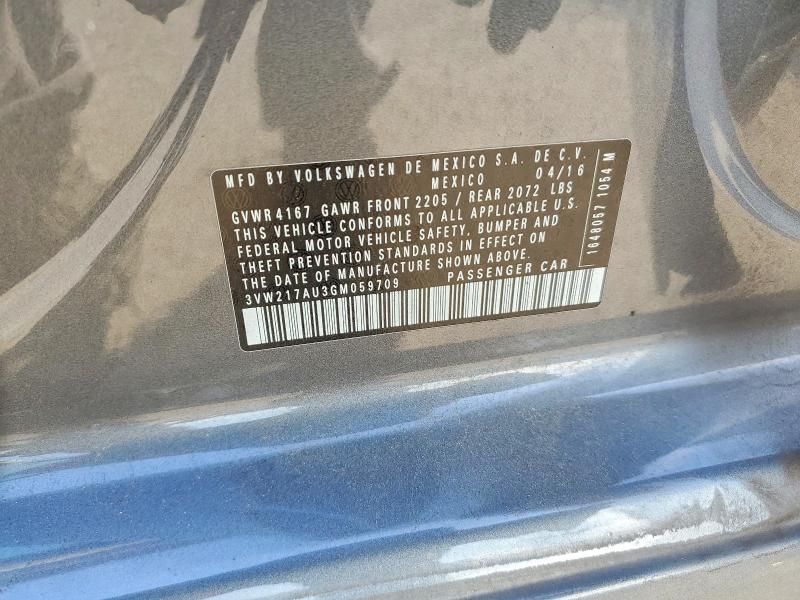 MFD BY VOLKSWAGEN DE MEXICO S.A. DE C.V.
MEXICO 04/16
GVWR 4167 GAWR FRONT 2205 / REAR 2072 LBS
THIS VEHICLE CONFORMS TO ALL APPLICABLE U.S.
FEDERAL MOTOR VEHICLE SAFETY, BUMPER AND
THEFT PREVENTION STANDARDS IN EFFECT ON
THE DATE OF MANUFACTURE SHOWN ABOVE.
3VW217AU3GM059709 PASSENGER CAR
1648057 1054 M